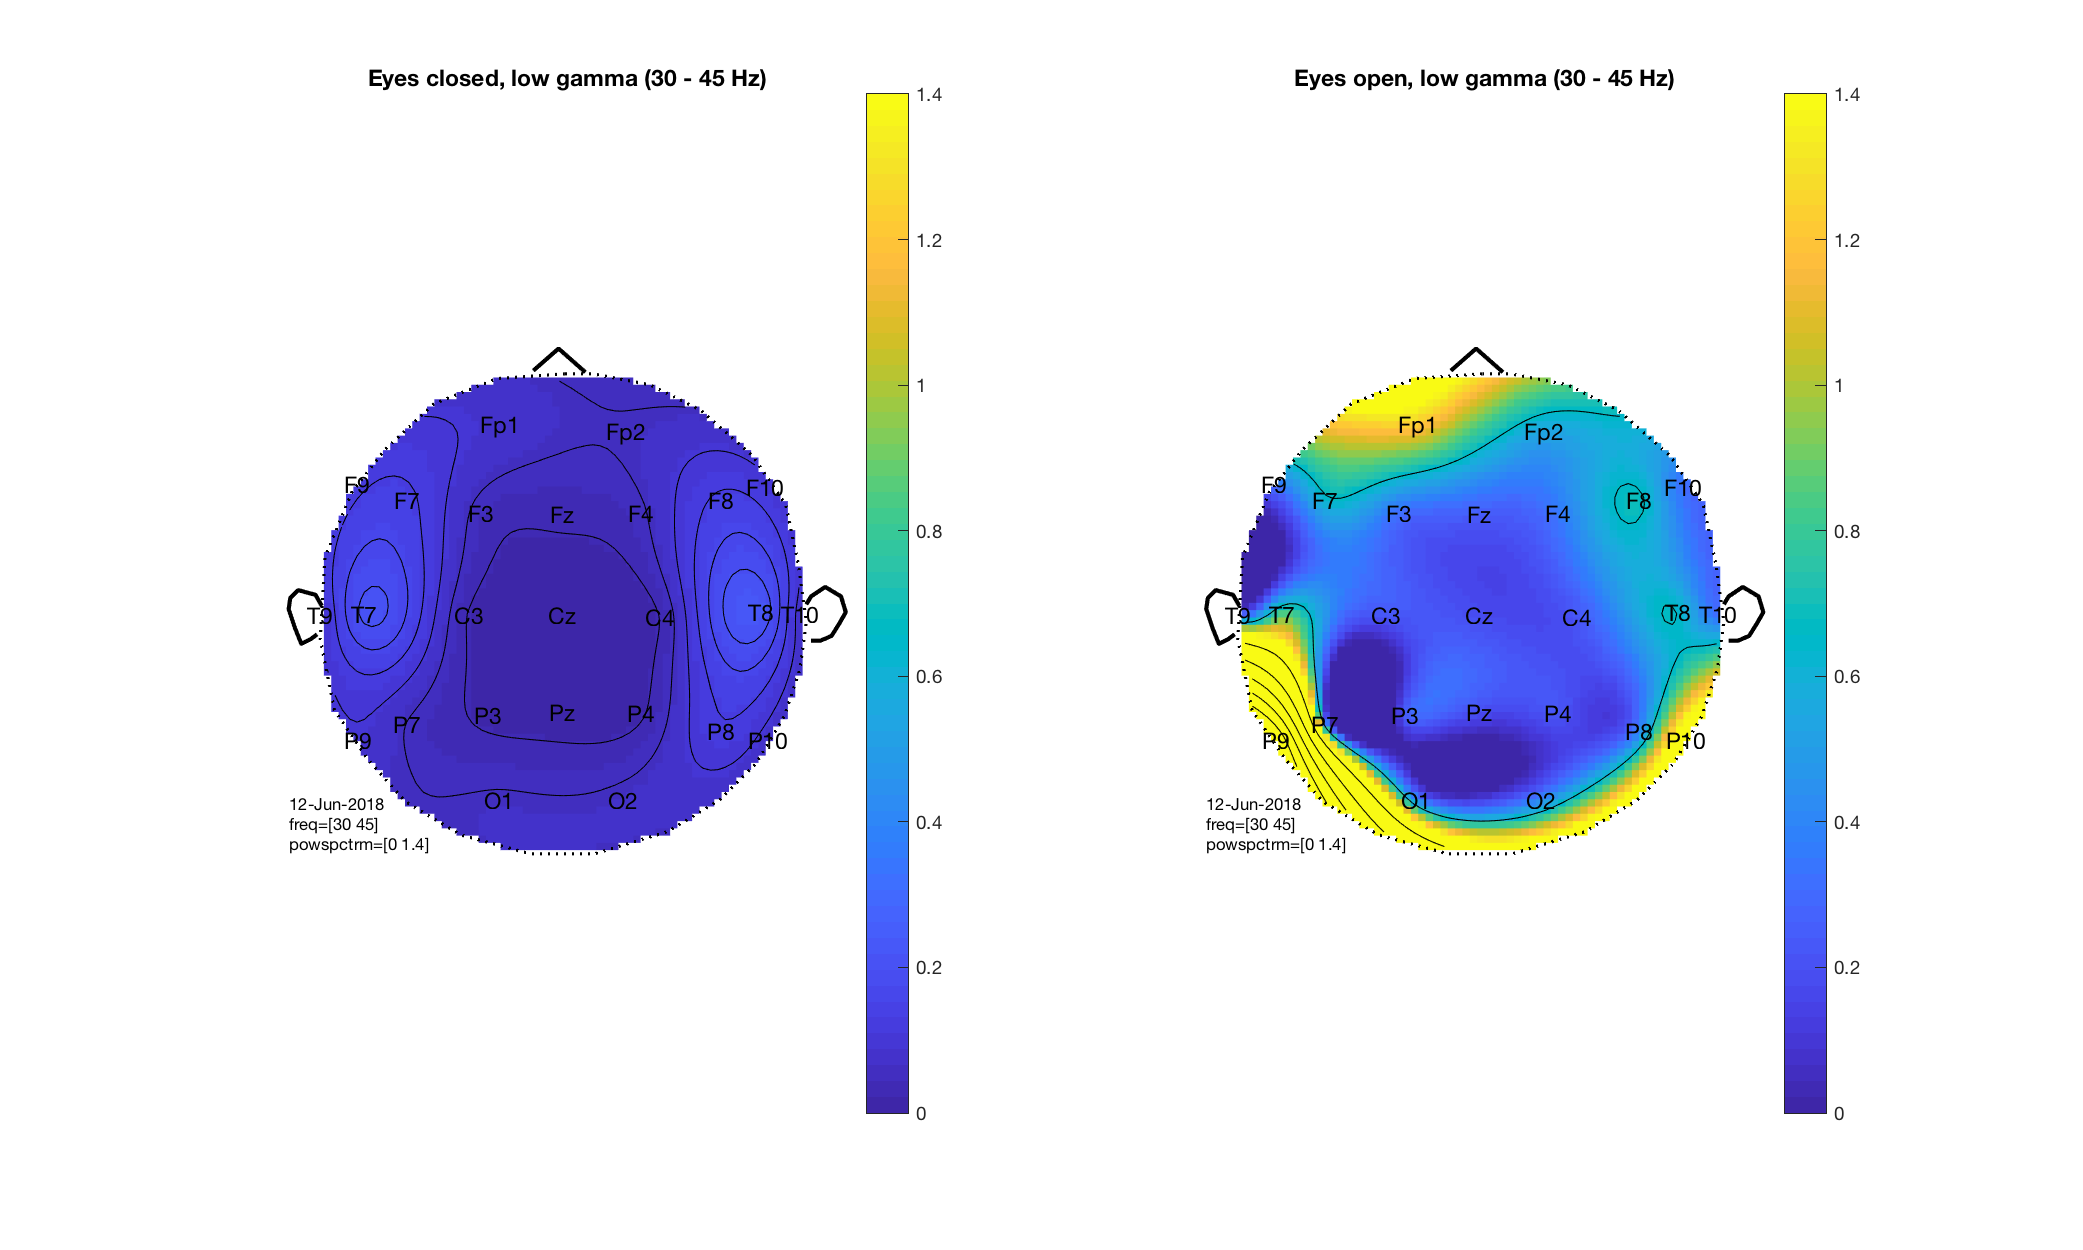 Eyes closed, low gamma (30 - 45 Hz)
1.4
1.2
1
0.8
0.6
0.4
0.2
0
Fp1 Fp2
F9 F7 F3 Fz F4 F8 F10
T9 T7 C3 Cz C4 T8 T10
P9 P7 P3 Pz P4 P8 P10
O1 O2
12-Jun-2018
freq=[30 45]
powspctrm=[0 1.4]
Eyes open, low gamma (30 - 45 Hz)
1.4
1.2
1
0.8
0.6
0.4
0.2
0
Fp1 Fp2
F9 F7 F3 Fz F4 F8 F10
T9 T7 C3 Cz C4 T8 T10
P9 P7 P3 Pz P4 P8 P10
O1 O2
12-Jun-2018
freq=[30 45]
powspctrm=[0 1.4]